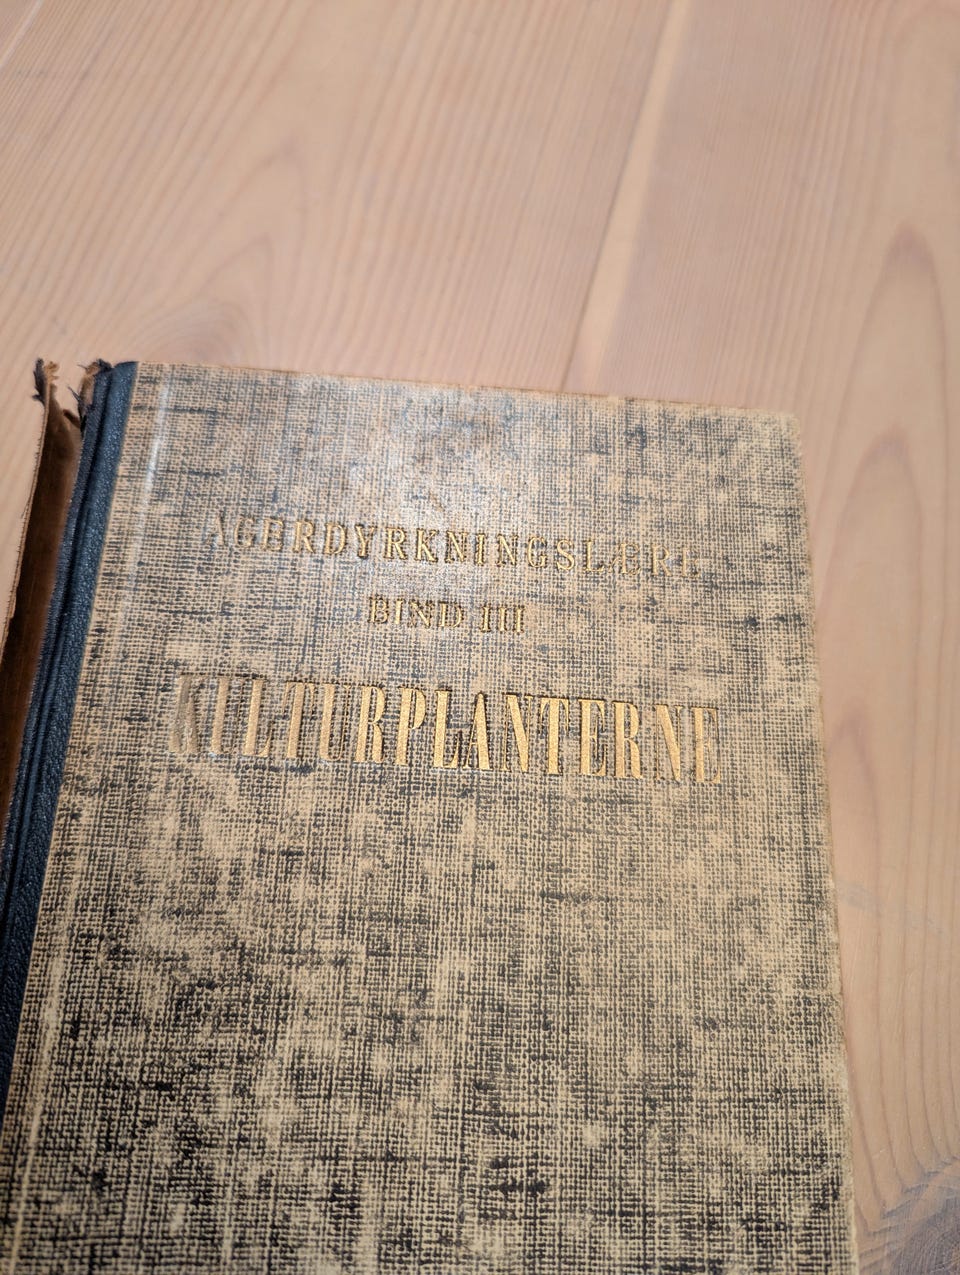 AGERDYRKNINGSLÆRE
BIND III
KULTURPLANTERNE